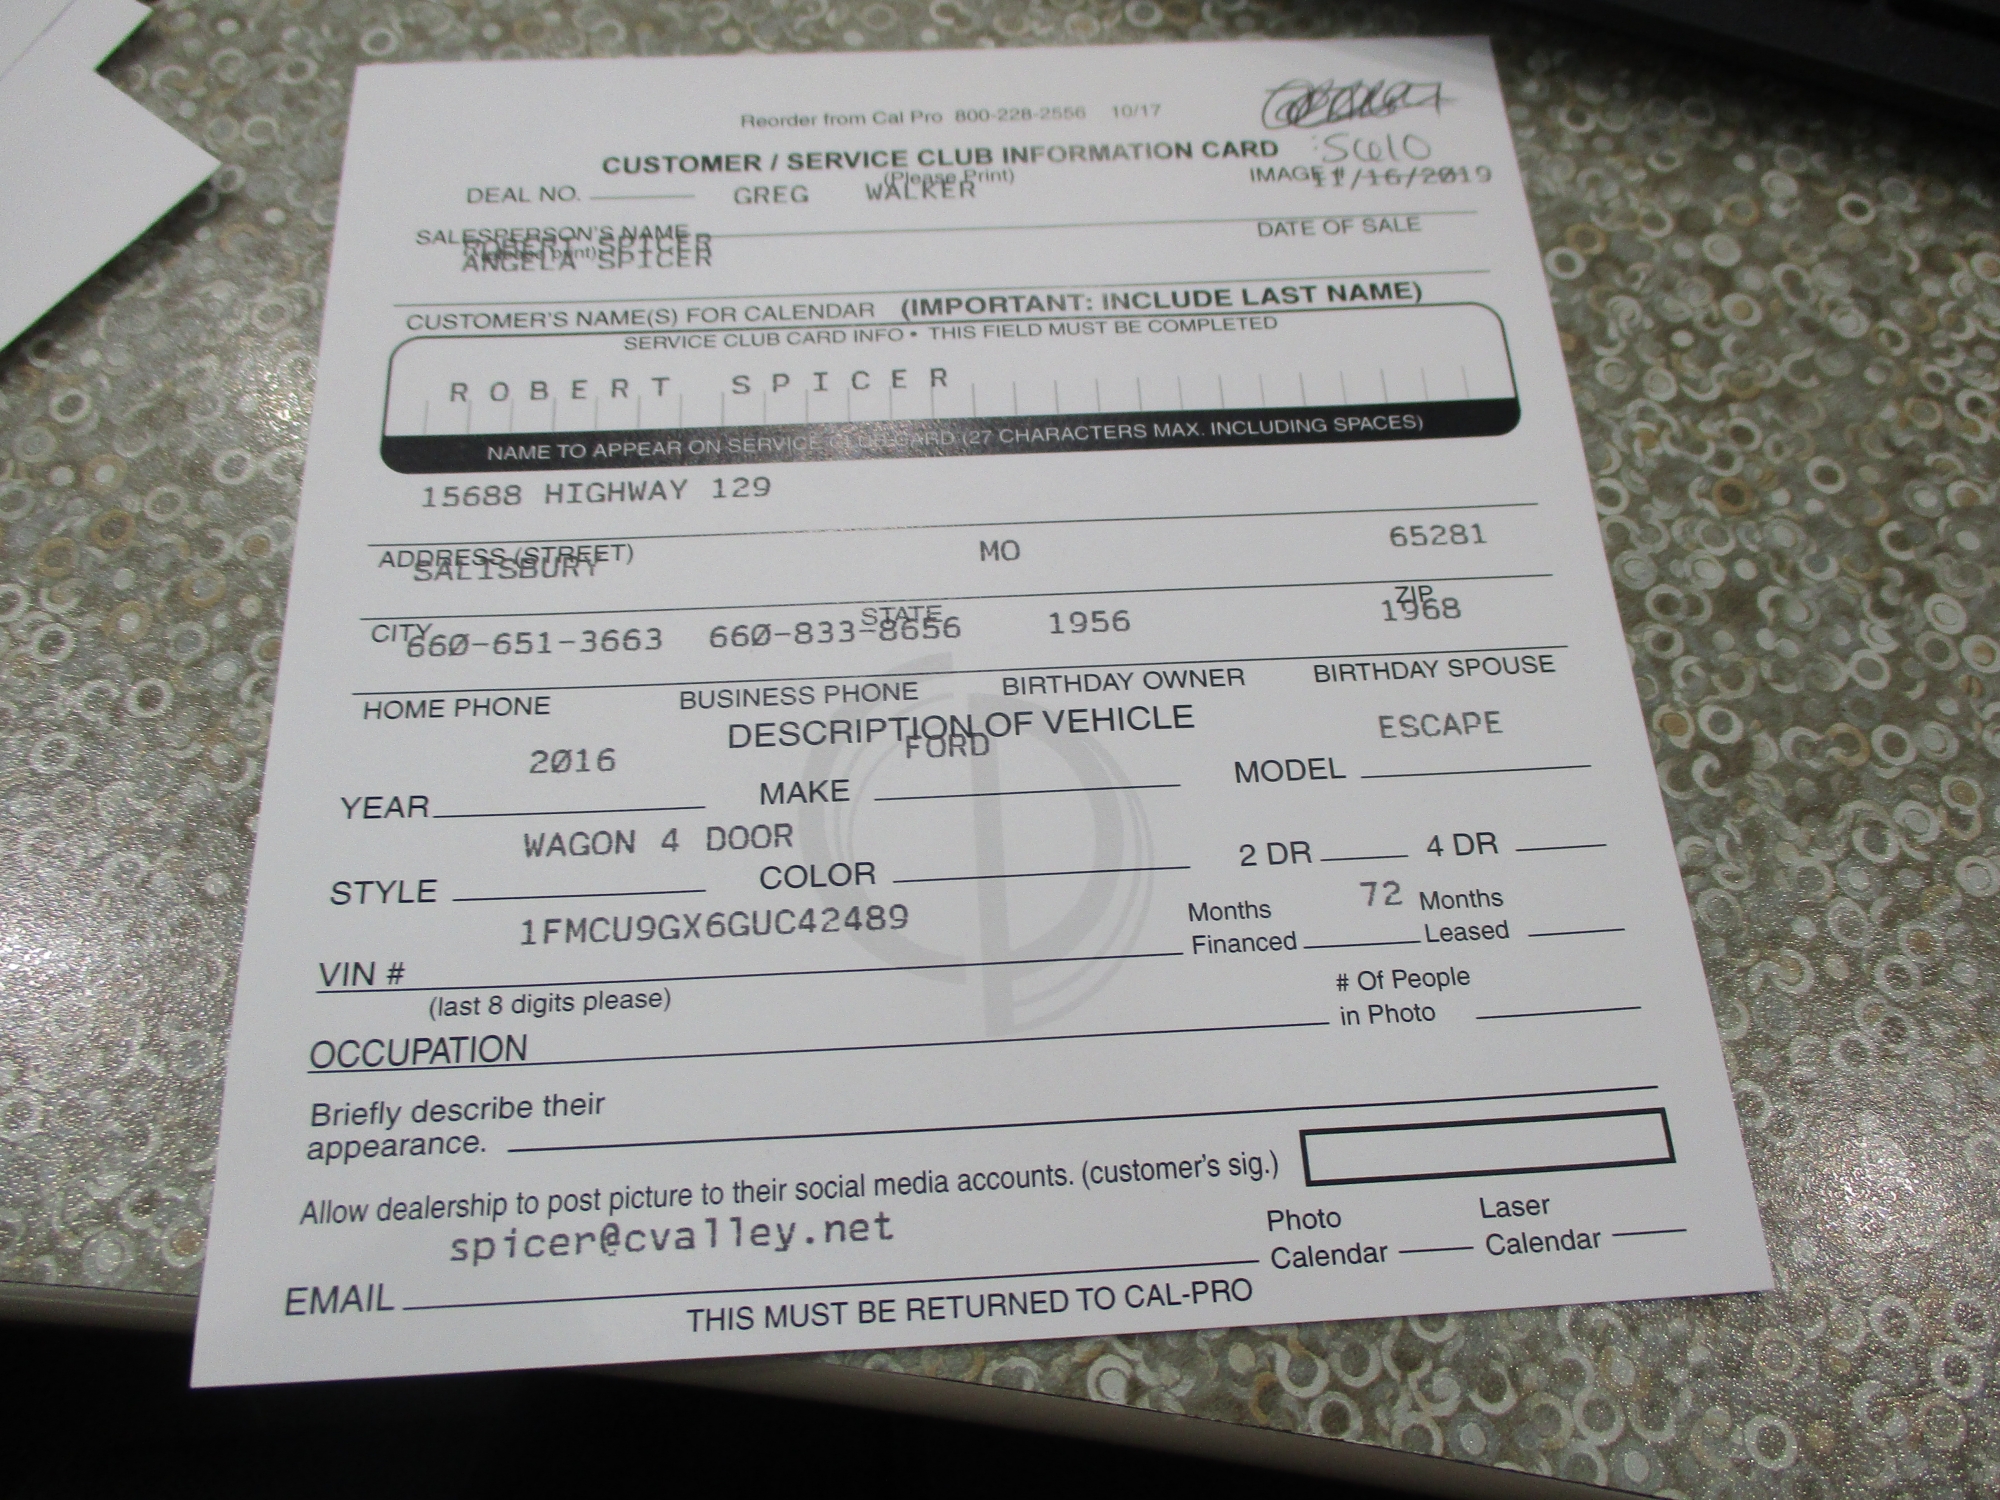 Reorder from Cal Pro 800-228-2556 10/17
CUSTOMER / SERVICE CLUB INFORMATION CARD
(Please Print)
DEAL NO. GREG WALKER IMAGE # 11/16/2019
SALESPERSON'S NAME DATE OF SALE
ROBERT SPICER
ANGELA SPICER
CUSTOMER'S NAME(S) FOR CALENDAR (IMPORTANT: INCLUDE LAST NAME)
SERVICE CLUB CARD INFO • THIS FIELD MUST BE COMPLETED
ROBERT SPICER
NAME TO APPEAR ON SERVICE CLUB CARD (27 CHARACTERS MAX. INCLUDING SPACES)
15688 HIGHWAY 129
ADDRESS (STREET)
SALISBURY MO 65281
CITY STATE ZIP
660-651-3663 660-833-8656 1956 1968
HOME PHONE BUSINESS PHONE BIRTHDAY OWNER BIRTHDAY SPOUSE
DESCRIPTION OF VEHICLE
2016 FORD ESCAPE
YEAR MAKE MODEL
WAGON 4 DOOR
STYLE COLOR 2 DR 4 DR
1FMCU9GX6GUC42489 Months Financed 72 Months Leased
VIN #
(last 8 digits please) # Of People
in Photo
OCCUPATION
Briefly describe their
appearance.
Allow dealership to post picture to their social media accounts. (customer's sig.)
spicer@cvalley.net Photo Laser
EMAIL Calendar Calendar
THIS MUST BE RETURNED TO CAL-PRO